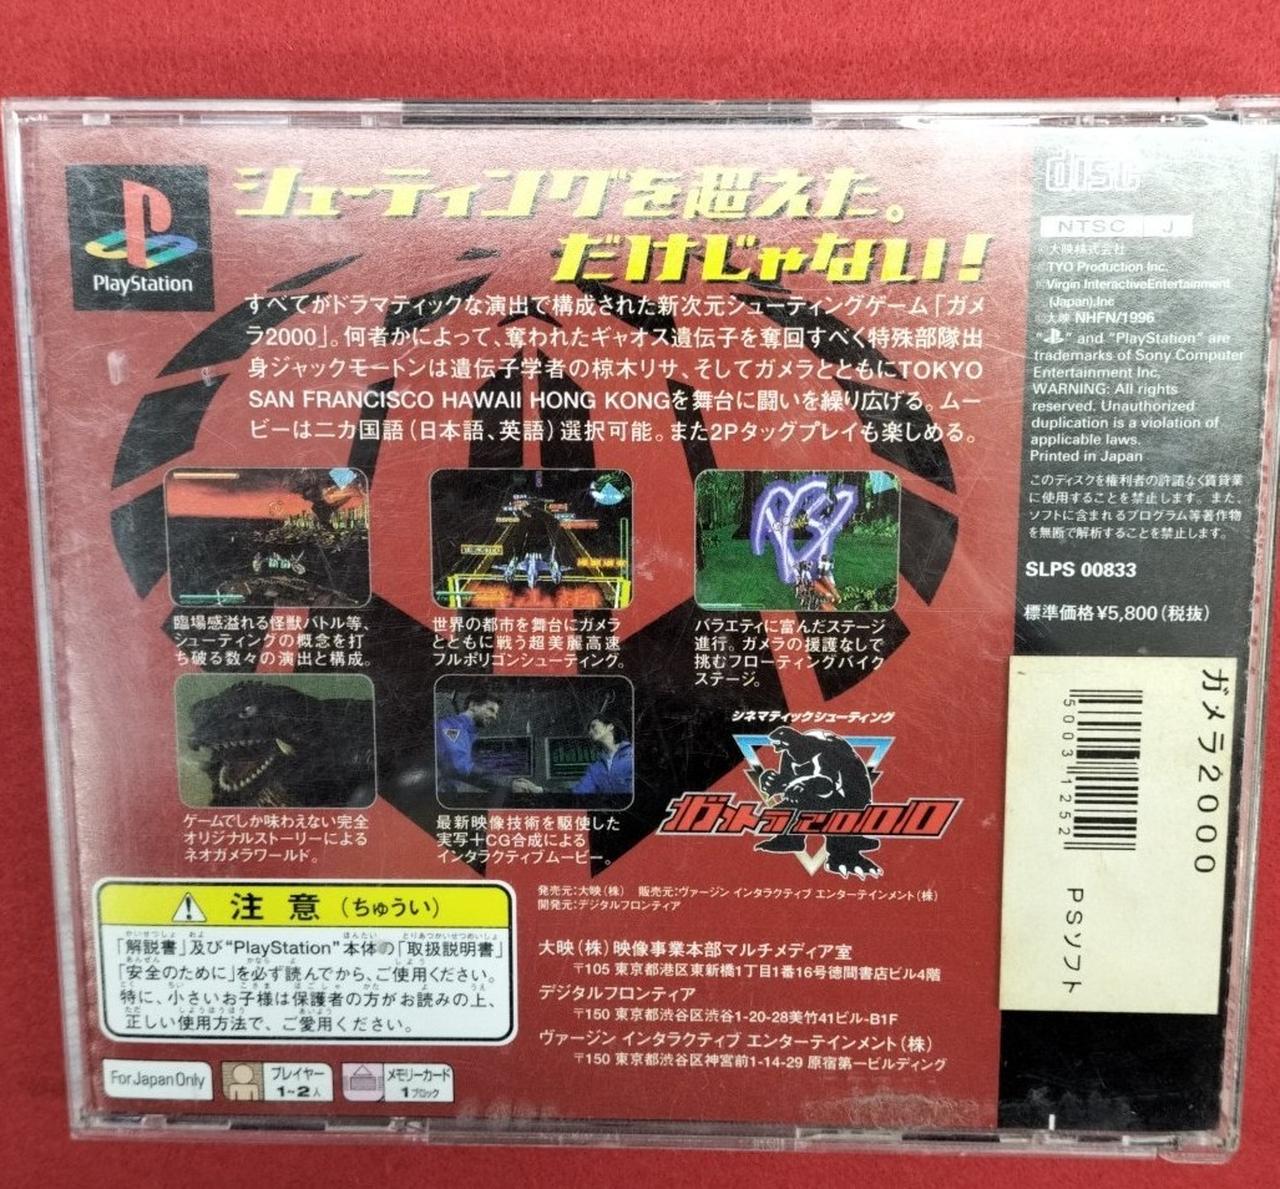 PlayStation
シューティングを超えた。
だけじゃない!
すべてがドラマティックな演出で構成された新次元シューティングゲーム「ガメ
ラ2000」。何者かによって、奪われたギャオス遺伝子を奪回すべく特殊部隊出
身ジャックモートンは遺伝子学者の椋木リサ、そしてガメラとともにTOKYO
SAN FRANCISCO HAWAII HONG KONGを舞台に闘いを繰り広げる。ムー
ビーは二カ国語(日本語、英語)選択可能。また2Pタッグプレイも楽しめる。
臨場感溢れる怪獣バトル等、
シューティングの概念を打
ち破る数々の演出と構成。
世界の都市を舞台にガメラ
とともに戦う超美麗高速
フルポリゴンシューティング。
バラエティに富んだステージ
進行。ガメラの援護なしで
挑むフローティングバイク
ステージ。
ゲームでしか味わえない完全
オリジナルストーリーによる
ネオガメラワールド。
最新映像技術を駆使した
実写+CG合成による
インタラクティブムービー。
シネマティックシューティング
ガメラ2000
発売元:大映(株) 販売元:ヴァージン インタラクティブ エンターテインメント(株)
開発元:デジタルフロンティア
大映(株)映像事業本部マルチメディア室
〒105 東京都港区東新橋1丁目1番16号徳間書店ビル4階
デジタルフロンティア
〒150 東京都渋谷区渋谷1-20-28美竹41ビル-B1F
ヴァージン インタラクティブ エンターテインメント(株)
〒150 東京都渋谷区神宮前1-14-29 原宿第一ビルディング
注意(ちゅうい)
「解説書」及び"PlayStation"本体の「取扱説明書」
「安全のために」を必ず読んでから、ご使用ください。
特に、小さいお子様は保護者の方がお読みの上、
正しい使用方法で、ご愛用ください。
For Japan Only
プレイヤー
1~2人
メモリーカード
1ブロック
disc
NTSC J
©大映株式会社
TYO Production Inc.
Virgin InteractiveEntertainment
(Japan),Inc
©大映 NHFN/1996
" " and "PlayStation" are
trademarks of Sony Computer
Entertainment Inc,
WARNING: All rights
reserved. Unauthorized
duplication is a violation of
applicable laws.
Printed in Japan
このディスクを権利者の許諾なく賃貸業
に使用することを禁止します。また、
ソフトに含まれるプログラム等著作物
を無断で解析することを禁止します。
SLPS 00833
標準価格¥5,800(税抜)
ガメラ2000
500311252
PSソフト